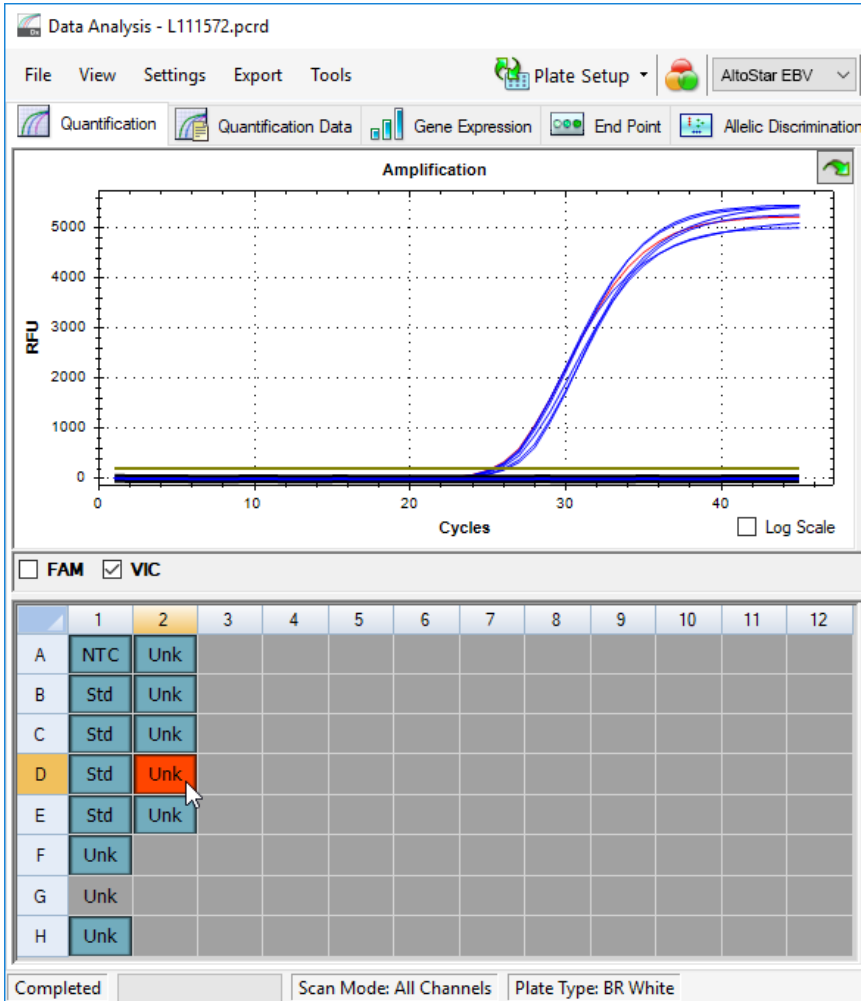 Data Analysis - L111572.pcrd
File View Settings Export Tools Plate Setup AltoStar EBV
Quantification Quantification Data Gene Expression End Point Allelic Discrimination
Amplification
5000
4000
3000
2000
1000
0
RFU
0 10 20 30 40
Cycles
Log Scale
FAM VIC
1 2 3 4 5 6 7 8 9 10 11 12
A NTC Unk
B Std Unk
C Std Unk
D Std Unk
E Std Unk
F Unk
G Unk
H Unk
Completed Scan Mode: All Channels Plate Type: BR White